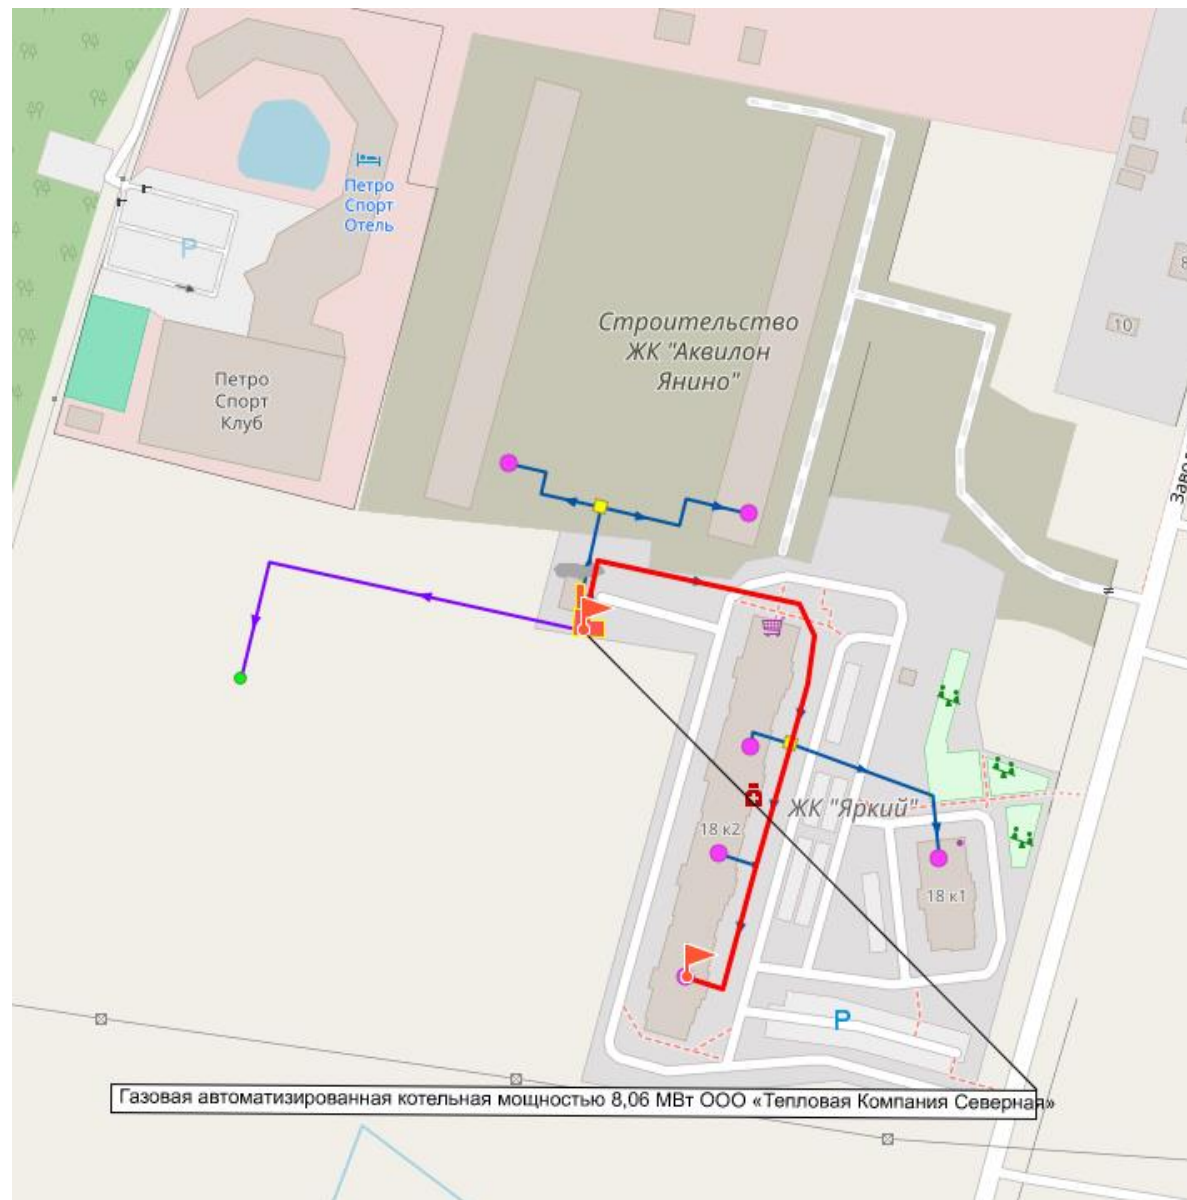 Петро
Спорт
Отель
P
Строительство
ЖК "Аквилон
Янино"
10
8
Петро
Спорт
Клуб
ЖК "Яркий"
18 к2
18 к1
P
Газовая автоматизированная котельная мощностью 8,06 МВт ООО «Тепловая Компания Северная»